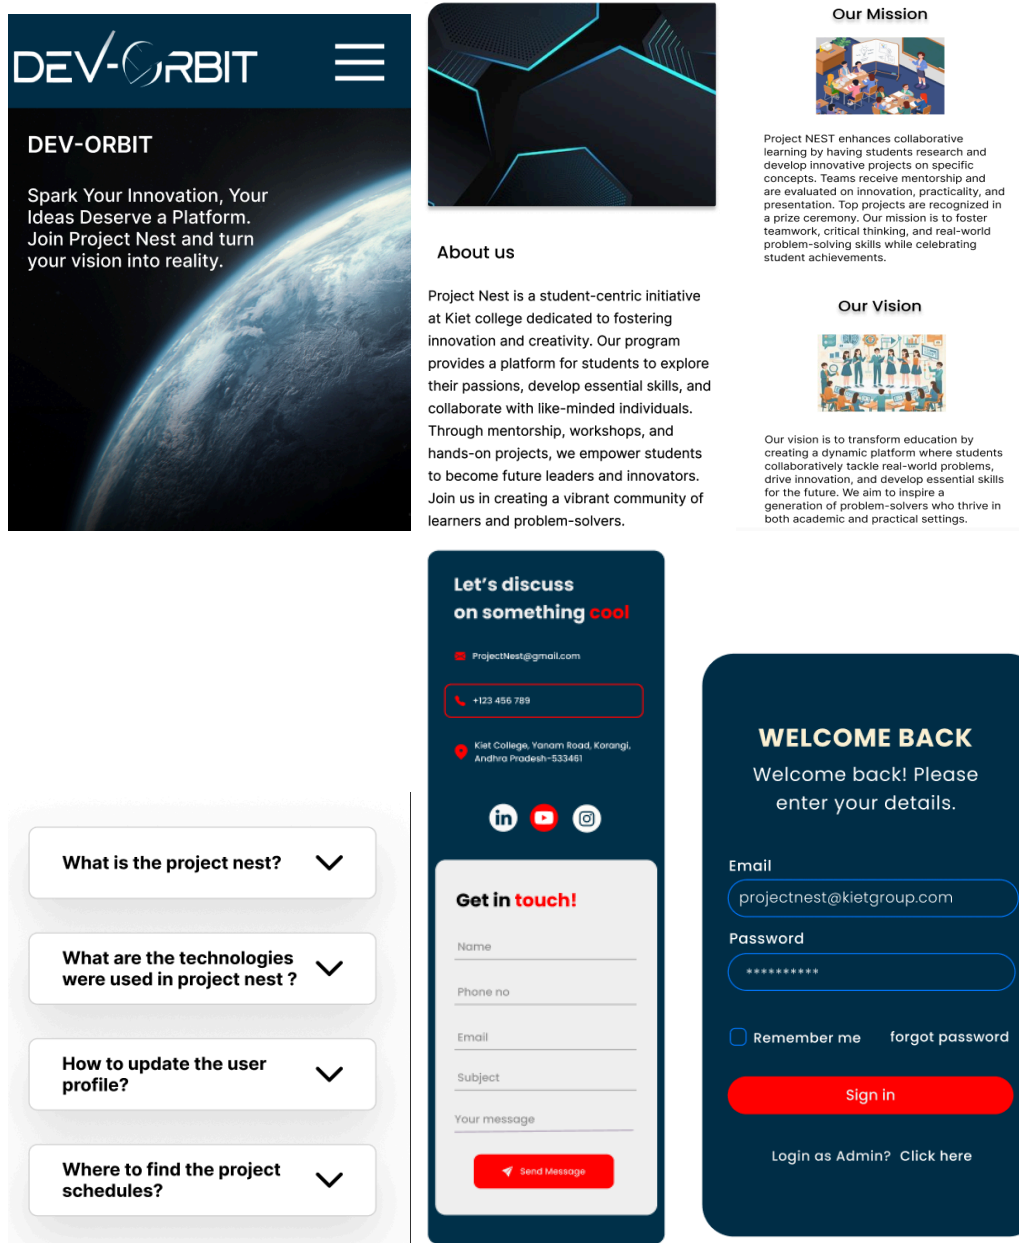 DEV-ORBIT
DEV-ORBIT
Spark Your Innovation, Your
Ideas Deserve a Platform.
Join Project Nest and turn
your vision into reality.
About us
Project Nest is a student-centric initiative
at Kiet college dedicated to fostering
innovation and creativity. Our program
provides a platform for students to explore
their passions, develop essential skills, and
collaborate with like-minded individuals.
Through mentorship, workshops, and
hands-on projects, we empower students
to become future leaders and innovators.
Join us in creating a vibrant community of
learners and problem-solvers.
Our Mission
Project NEST enhances collaborative
learning by having students research and
develop innovative projects on specific
concepts. Teams receive mentorship and
are evaluated on innovation, practicality, and
presentation. Top projects are recognized in
a prize ceremony. Our mission is to foster
teamwork, critical thinking, and real-world
problem-solving skills while celebrating
student achievements.
Our Vision
Our vision is to transform education by
creating a dynamic platform where students
collaboratively tackle real-world problems,
drive innovation, and develop essential skills
for the future. We aim to inspire a
generation of problem-solvers who thrive in
both academic and practical settings.
What is the project nest?
What are the technologies
were used in project nest ?
How to update the user
profile?
Where to find the project
schedules?
Let's discuss
on something cool
ProjectNest@gmail.com
+123 456 789
Kiet College, Yanam Road, Korangi,
Andhra Pradesh-533461
in
Get in touch!
Name
Phone no
Email
Subject
Your message
Send Message
WELCOME BACK
Welcome back! Please
enter your details.
Email
projectnest@kietgroup.com
Password
**********
Remember me
forgot password
Sign in
Login as Admin? Click here